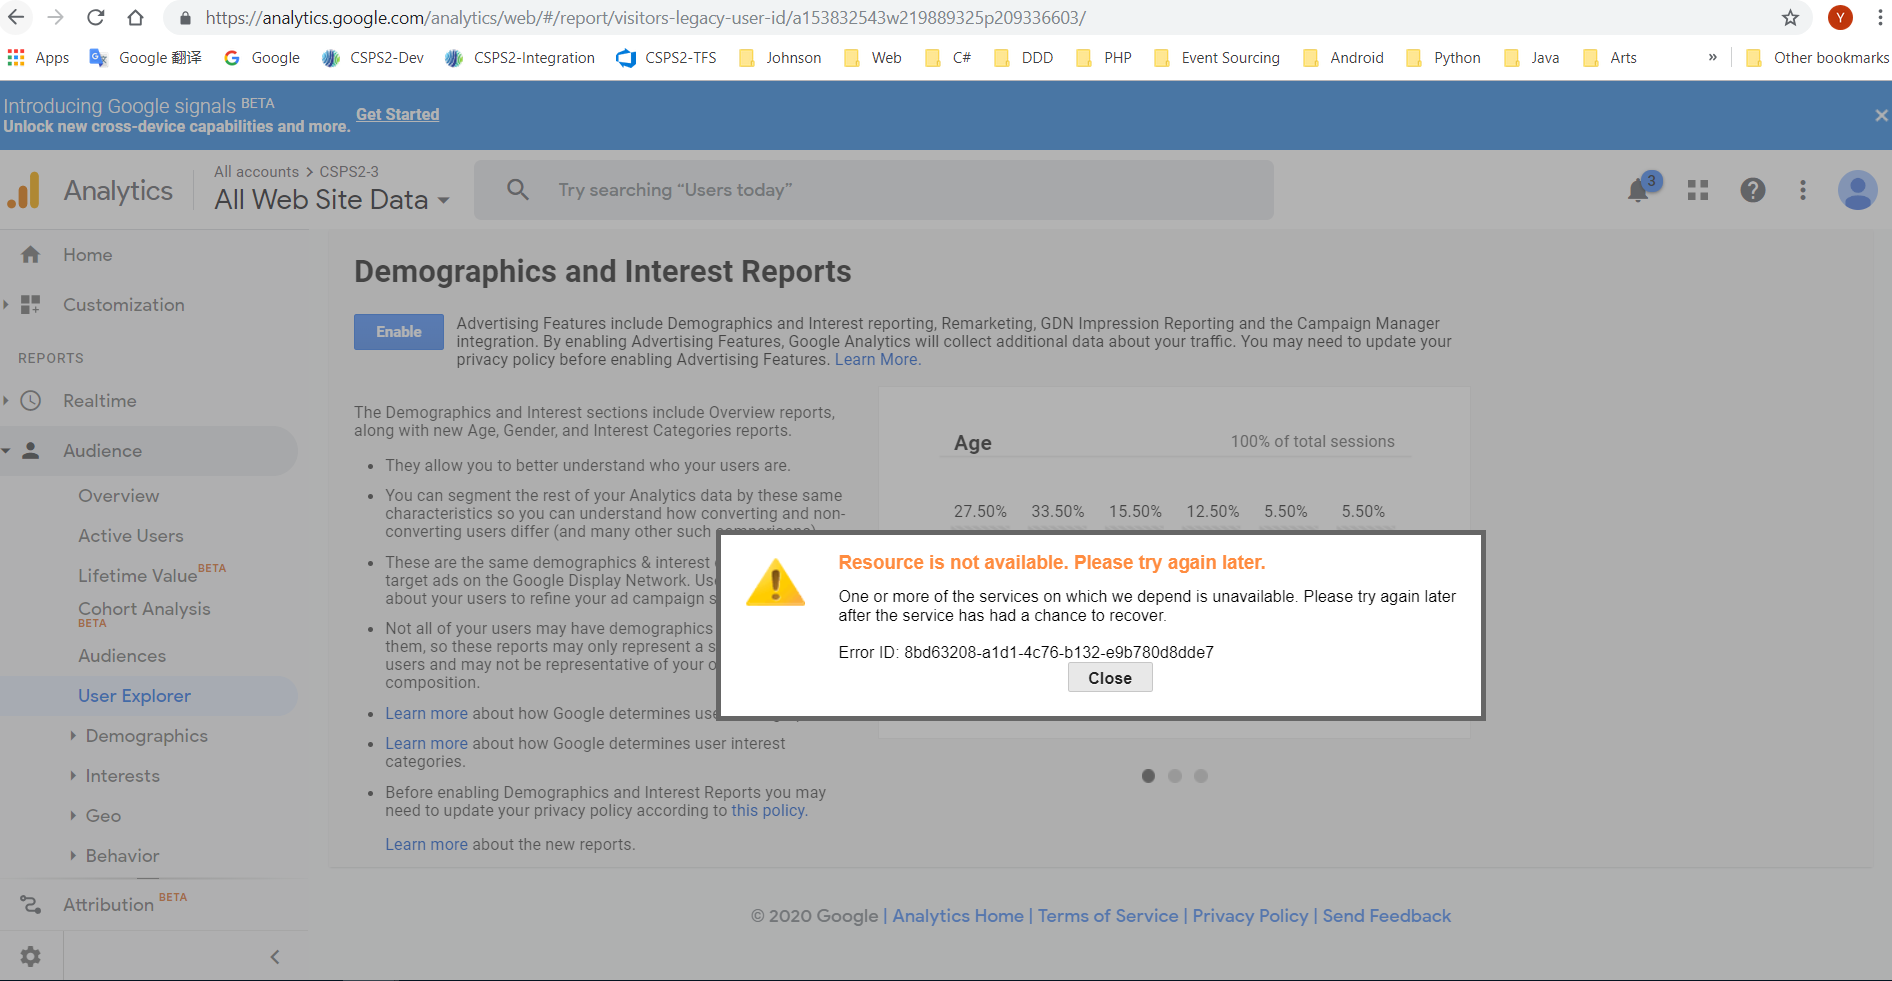 https://analytics.google.com/analytics/web/#/report/visitors-legacy-user-id/a153832543w219889325p209336603/
Y
Apps
Google 翻译
Google
CSPS2-Dev
CSPS2-Integration
CSPS2-TFS
Johnson
Web
C#
DDD
PHP
Event Sourcing
Android
Python
Java
Arts
»
Other bookmarks
Introducing Google signals BETA
Unlock new cross-device capabilities and more.
Get Started
Analytics
All accounts > CSPS2-3
All Web Site Data
Try searching “Users today”
3
Home
Customization
REPORTS
Realtime
Audience
Overview
Active Users
Lifetime Value BETA
Cohort Analysis
BETA
Audiences
User Explorer
Demographics
Interests
Geo
Behavior
Attribution BETA
Demographics and Interest Reports
Enable
Advertising Features include Demographics and Interest reporting, Remarketing, GDN Impression Reporting and the Campaign Manager
integration. By enabling Advertising Features, Google Analytics will collect additional data about your traffic. You may need to update your
privacy policy before enabling Advertising Features. Learn More.
The Demographics and Interest sections include Overview reports,
along with new Age, Gender, and Interest Categories reports.
• They allow you to better understand who your users are.
• You can segment the rest of your Analytics data by these same
characteristics so you can understand how converting and non-
converting users differ (and many other such comparisons)
• These are the same demographics & interest
target ads on the Google Display Network. Us
about your users to refine your ad campaign s
• Not all of your users may have demographics
them, so these reports may only represent a s
users and may not be representative of your o
composition.
• Learn more about how Google determines use
• Learn more about how Google determines user interest
categories.
• Before enabling Demographics and Interest Reports you may
need to update your privacy policy according to this policy.
Learn more about the new reports.
Age
100% of total sessions
27.50% 33.50% 15.50% 12.50% 5.50% 5.50%
Resource is not available. Please try again later.
One or more of the services on which we depend is unavailable. Please try again later
after the service has had a chance to recover.
Error ID: 8bd63208-a1d1-4c76-b132-e9b780d8dde7
Close
© 2020 Google | Analytics Home | Terms of Service | Privacy Policy | Send Feedback